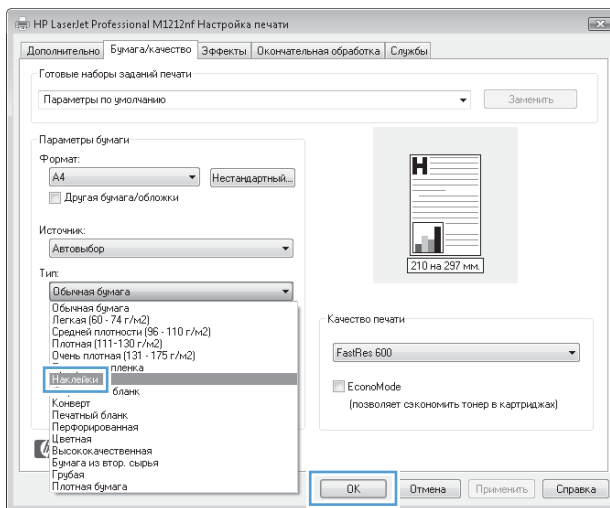 HP LaserJet Professional M1212nf Настройка печати
Дополнительно Бумага/качество Эффекты Окончательная обработка Службы
Готовые наборы заданий печати
Параметры по умолчанию Заменить
Параметры бумаги
Формат:
A4 Нестандартный...
Другая бумага/обложки
Источник:
Автовыбор
Тип:
Обычная бумага
Обычная бумага
Легкая (60 - 74 г/м2)
Средней плотности (96 - 110 г/м2)
Плотная (111-130 г/м2)
Очень плотная (131 - 175 г/м2)
пленка
Наклейки
бланк
Конверт
Печатный бланк
Перфорированная
Цветная
Высококачественная
Бумага из втор. сырья
Грубая
Плотная бумага
H
210 на 297 мм.
Качество печати
FastRes 600
EconoMode
(позволяет сэкономить тонер в картриджах)
OK Отмена Применить Справка